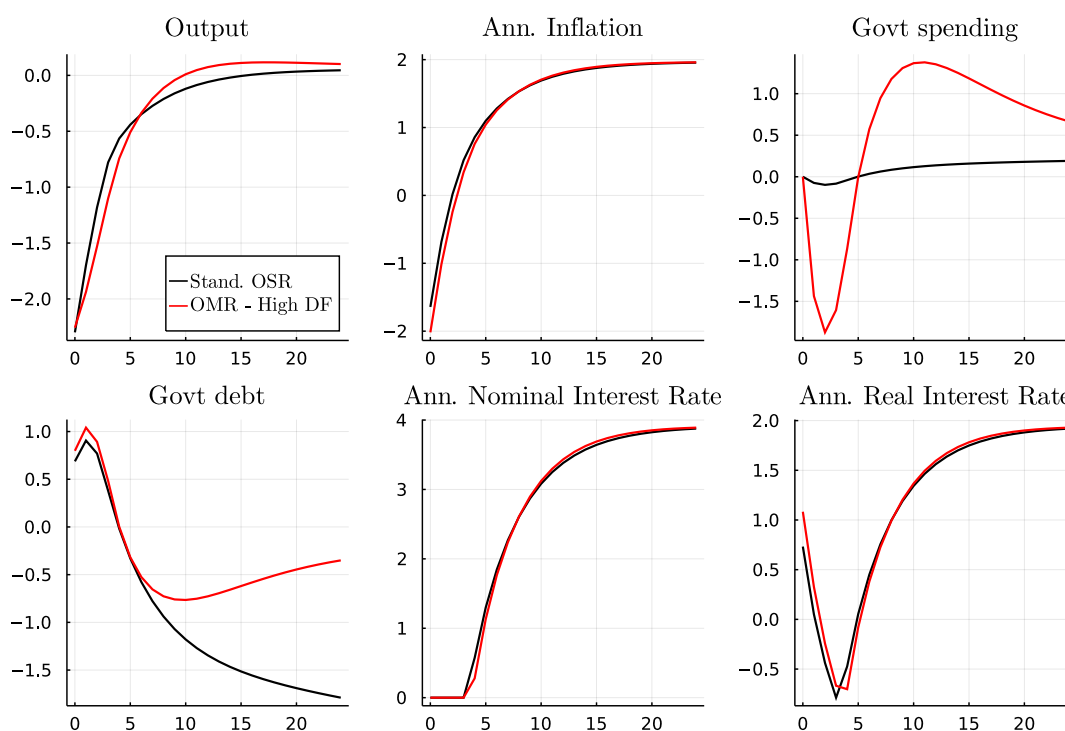 Output
Ann. Inflation
Govt spending
0.0
−0.5
−1.0
−1.5
−2.0
Stand. OSR
OMR - High DF
0 5 10 15 20
2
1
0
−1
−2
0 5 10 15 20
1.0
0.5
0.0
−0.5
−1.0
−1.5
0 5 10 15 20
Govt debt
Ann. Nominal Interest Rate
Ann. Real Interest Rate
1.0
0.5
0.0
−0.5
−1.0
−1.5
0 5 10 15 20
4
3
2
1
0
0 5 10 15 20
2.0
1.5
1.0
0.5
0.0
−0.5
0 5 10 15 20